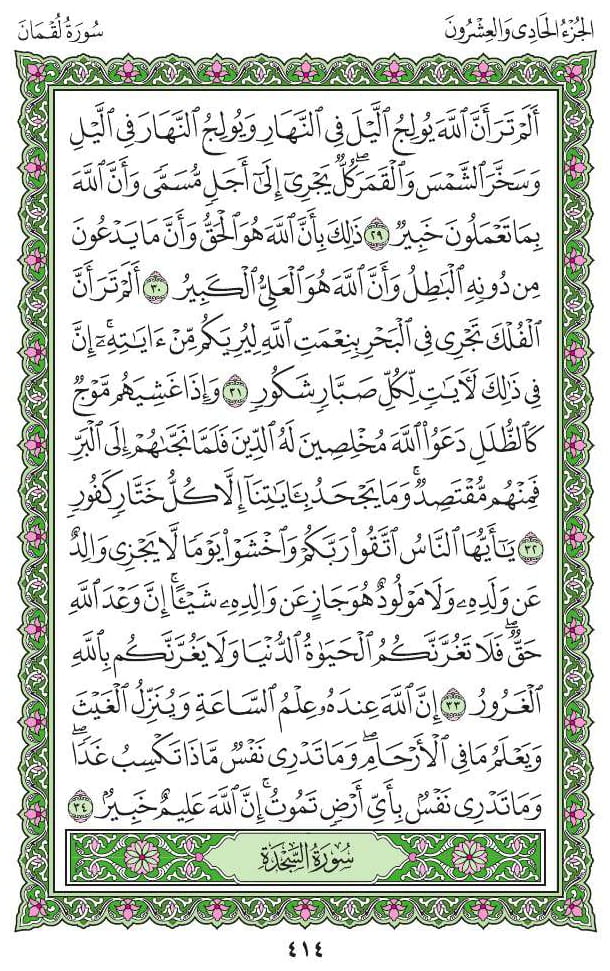 الجُزْءُ الحَادِي وَالعِشْرُونَ
سُورَةُ لُقْمَانَ
أَلَمْ تَرَ أَنَّ ٱللَّهَ يُولِجُ ٱلَّيْلَ فِي ٱلنَّهَارِ وَيُولِجُ ٱلنَّهَارَ فِي ٱلَّيْلِ
وَسَخَّرَ ٱلشَّمْسَ وَٱلْقَمَرَۖ كُلٌّ يَجْرِيٓ إِلَىٰٓ أَجَلٍ مُّسَمًّى وَأَنَّ ٱللَّهَ
بِمَا تَعْمَلُونَ خَبِيرٌ ٢٩ ذَٰلِكَ بِأَنَّ ٱللَّهَ هُوَ ٱلْحَقُّ وَأَنَّ مَا يَدْعُونَ
مِن دُونِهِ ٱلْبَٰطِلُ وَأَنَّ ٱللَّهَ هُوَ ٱلْعَلِيُّ ٱلْكَبِيرُ ٣٠ أَلَمْ تَرَ أَنَّ
ٱلْفُلْكَ تَجْرِي فِي ٱلْبَحْرِ بِنِعْمَتِ ٱللَّهِ لِيُرِيَكُم مِّنْ ءَايَٰتِهِۦٓۚ إِنَّ
فِي ذَٰلِكَ لَأٓيَٰتٍ لِّكُلِّ صَبَّارٍ شَكُورٍ ٣١ وَإِذَا غَشِيَهُم مَّوْجٌ
كَٱلظُّلَلِ دَعَوُا۟ ٱللَّهَ مُخْلِصِينَ لَهُ ٱلدِّينَ فَلَمَّا نَجَّىٰهُمْ إِلَى ٱلْبَرِّ
فَمِنْهُم مُّقْتَصِدٌۚ وَمَا يَجْحَدُ بِـَٔايَٰتِنَآ إِلَّا كُلُّ خَتَّارٍ كَفُورٍ
٣٢ يَٰٓأَيُّهَا ٱلنَّاسُ ٱتَّقُوا۟ رَبَّكُمْ وَٱخْشَوْا۟ يَوْمًا لَّا يَجْزِي وَالِدٌ
عَن وَلَدِهِۦ وَلَا مَوْلُودٌ هُوَ جَازٍ عَن وَالِدِهِۦ شَيْـًٔاۚ إِنَّ وَعْدَ ٱللَّهِ
حَقٌّۖ فَلَا تَغُرَّنَّكُمُ ٱلْحَيَوٰةُ ٱلدُّنْيَا وَلَا يَغُرَّنَّكُم بِٱللَّهِ
ٱلْغَرُورُ ٣٣ إِنَّ ٱللَّهَ عِندَهُۥ عِلْمُ ٱلسَّاعَةِ وَيُنَزِّلُ ٱلْغَيْثَ
وَيَعْلَمُ مَا فِي ٱلْأَرْحَامِۖ وَمَا تَدْرِي نَفْسٌ مَّاذَا تَكْسِبُ غَدًاۖ
وَمَا تَدْرِي نَفْسٌۢ بِأَيِّ أَرْضٍ تَمُوتُۚ إِنَّ ٱللَّهَ عَلِيمٌ خَبِيرٌۢ ٣٤
سُورَةُ السَّجْدَةِ
٤١٤